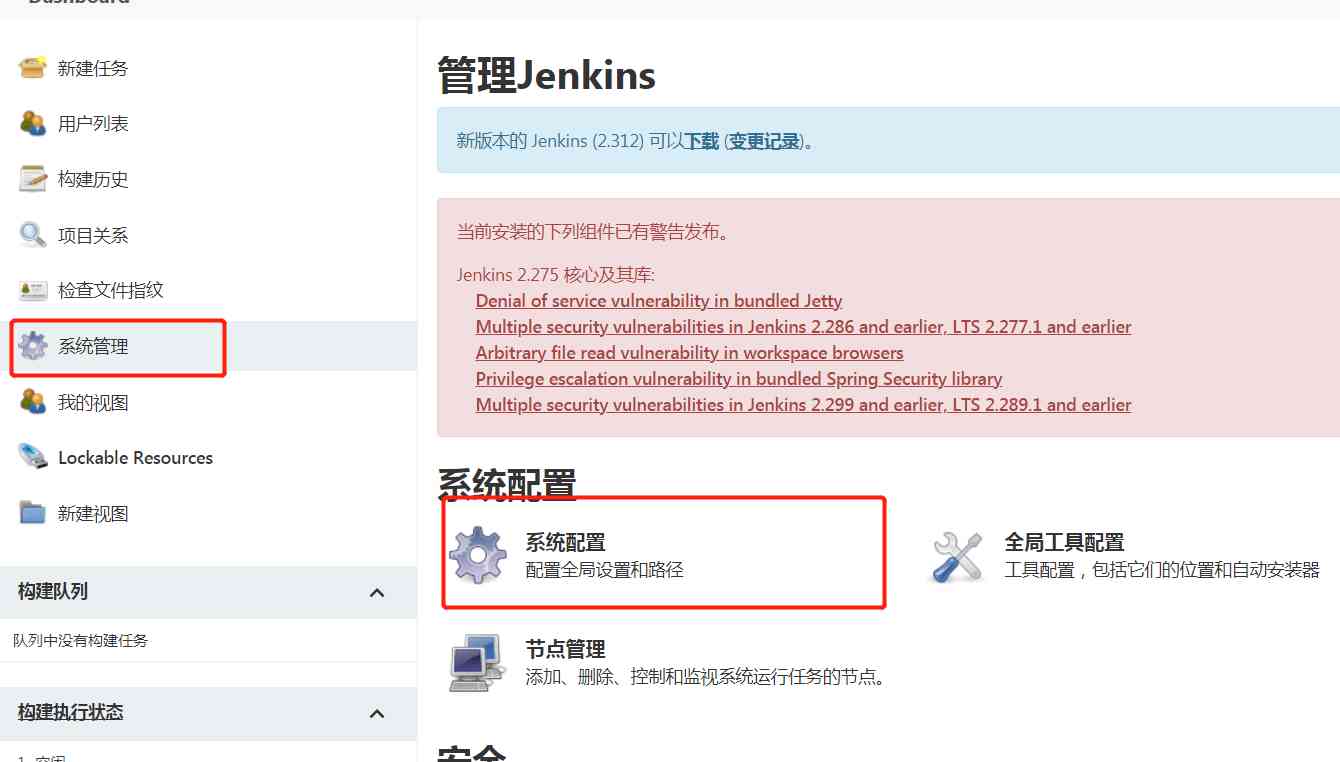 Dashboard
新建任务
用户列表
构建历史
项目关系
检查文件指纹
系统管理
我的视图
Lockable Resources
新建视图
构建队列
队列中没有构建任务
构建执行状态
1 空闲
管理Jenkins
新版本的 Jenkins (2.312) 可以下载 (变更记录)。
当前安装的下列组件已有警告发布。
Jenkins 2.275 核心及其库:
Denial of service vulnerability in bundled Jetty
Multiple security vulnerabilities in Jenkins 2.286 and earlier, LTS 2.277.1 and earlier
Arbitrary file read vulnerability in workspace browsers
Privilege escalation vulnerability in bundled Spring Security library
Multiple security vulnerabilities in Jenkins 2.299 and earlier, LTS 2.289.1 and earlier
系统配置
系统配置
配置全局设置和路径
全局工具配置
工具配置，包括它们的位置和自动安装器
节点管理
添加、删除、控制和监视系统运行任务的节点。
安全